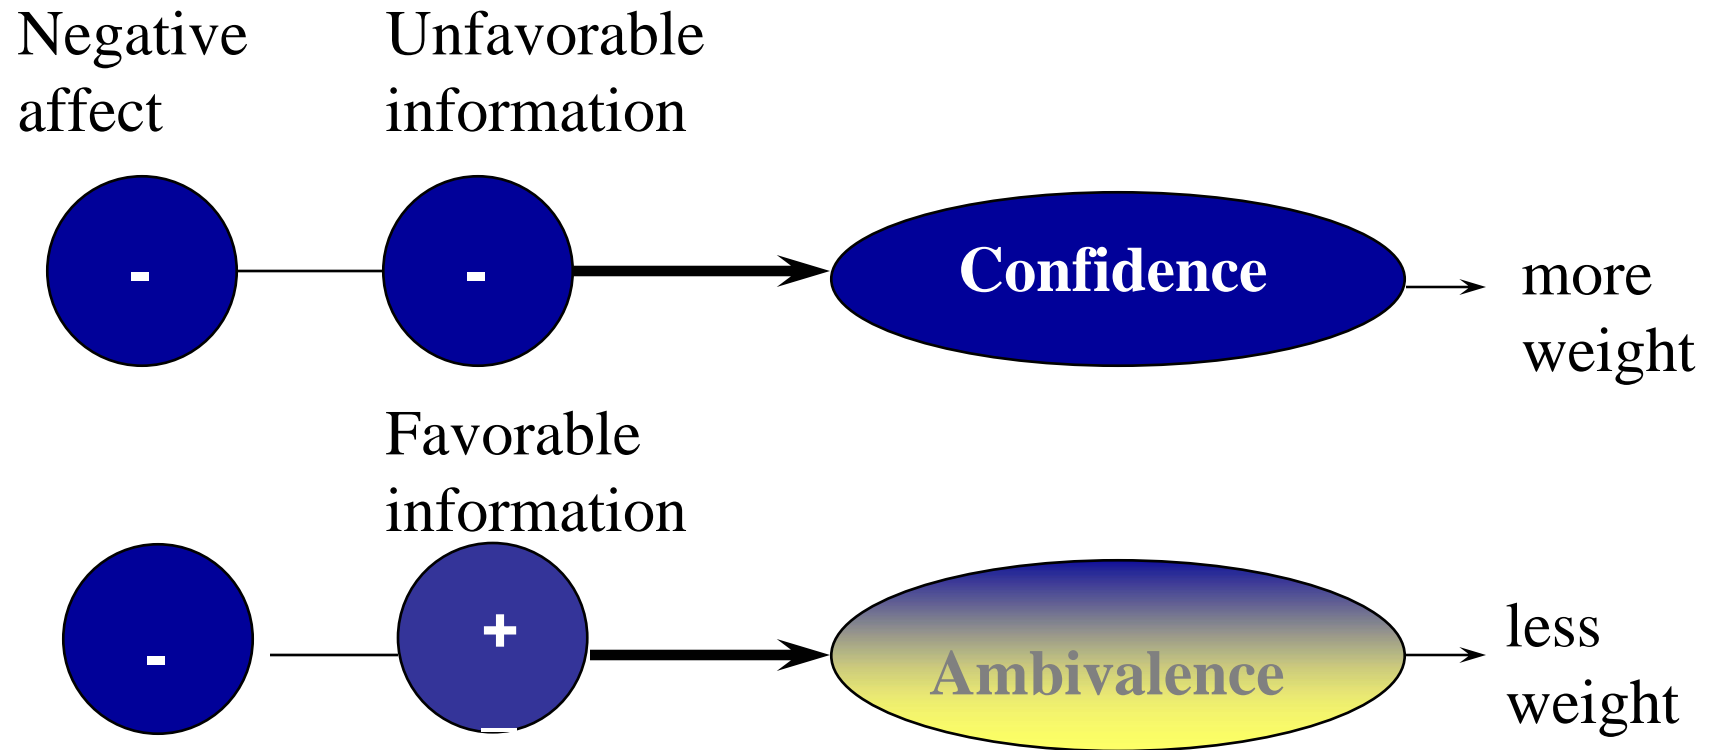 Negative
affect
Unfavorable
information
-
-
Confidence
more
weight
Favorable
information
-
+
Ambivalence
less
weight